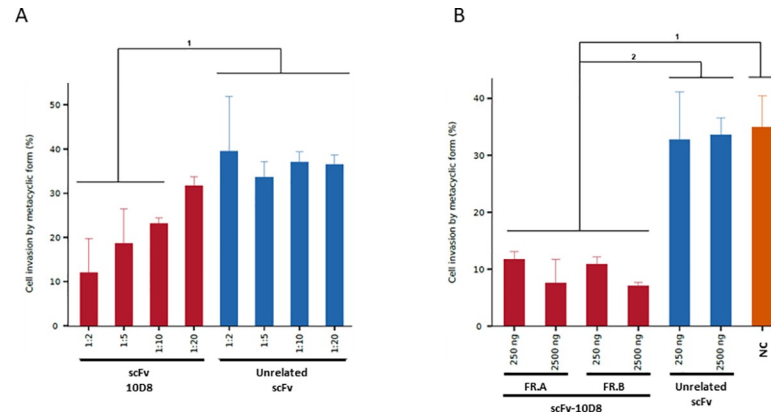 A
B
1
Cell invasion by metacyclic form (%)
50
40
30
20
10
0
1:2
1:5
1:10
1:20
1:2
1:5
1:10
1:20
scFv
10D8
Unrelated
scFv
1
2
Cell invasion by metacyclic form (%)
40
30
20
10
0
250 ng
2500 ng
250 ng
2500 ng
250 ng
2500 ng
NC
FR.A
FR.B
Unrelated
scFv
scFv-10D8